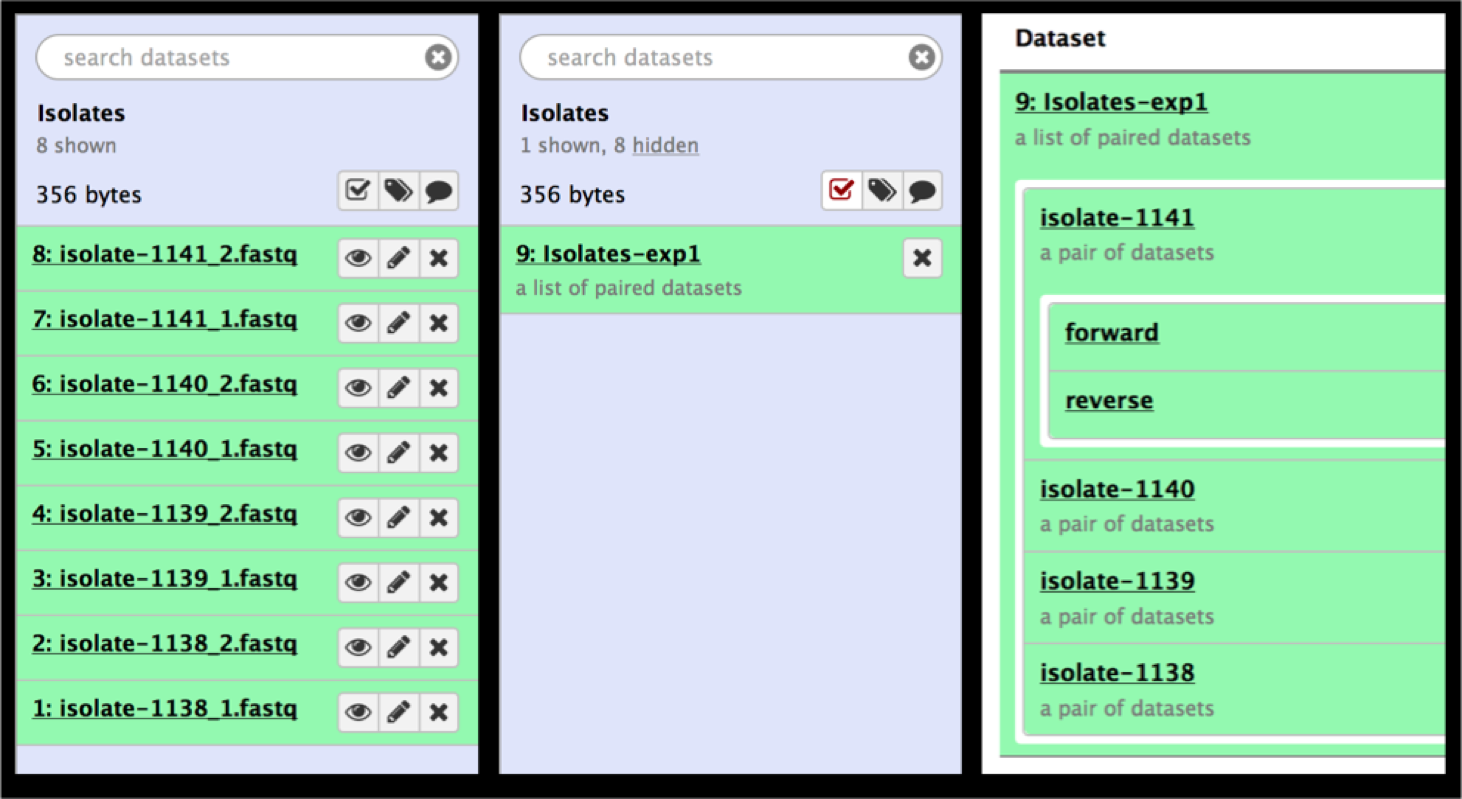 search datasets
Isolates
8 shown
356 bytes
8: isolate-1141_2.fastq
7: isolate-1141_1.fastq
6: isolate-1140_2.fastq
5: isolate-1140_1.fastq
4: isolate-1139_2.fastq
3: isolate-1139_1.fastq
2: isolate-1138_2.fastq
1: isolate-1138_1.fastq
search datasets
Isolates
1 shown, 8 hidden
356 bytes
9: Isolates-exp1
a list of paired datasets
Dataset
9: Isolates-exp1
a list of paired datasets
isolate-1141
a pair of datasets
forward
reverse
isolate-1140
a pair of datasets
isolate-1139
a pair of datasets
isolate-1138
a pair of datasets